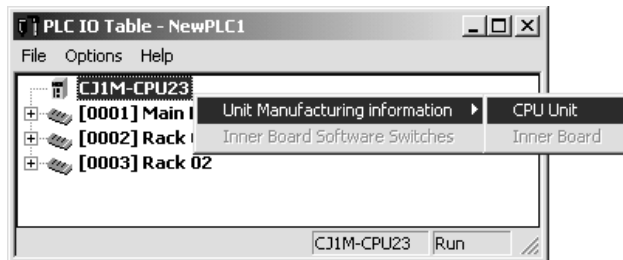 PLC IO Table - NewPLC1
File Options Help
CJ1M-CPU23
[0001] Main
Unit Manufacturing information
CPU Unit
[0002] Rack
Inner Board Software Switches
Inner Board
[0003] Rack 02
CJ1M-CPU23 Run